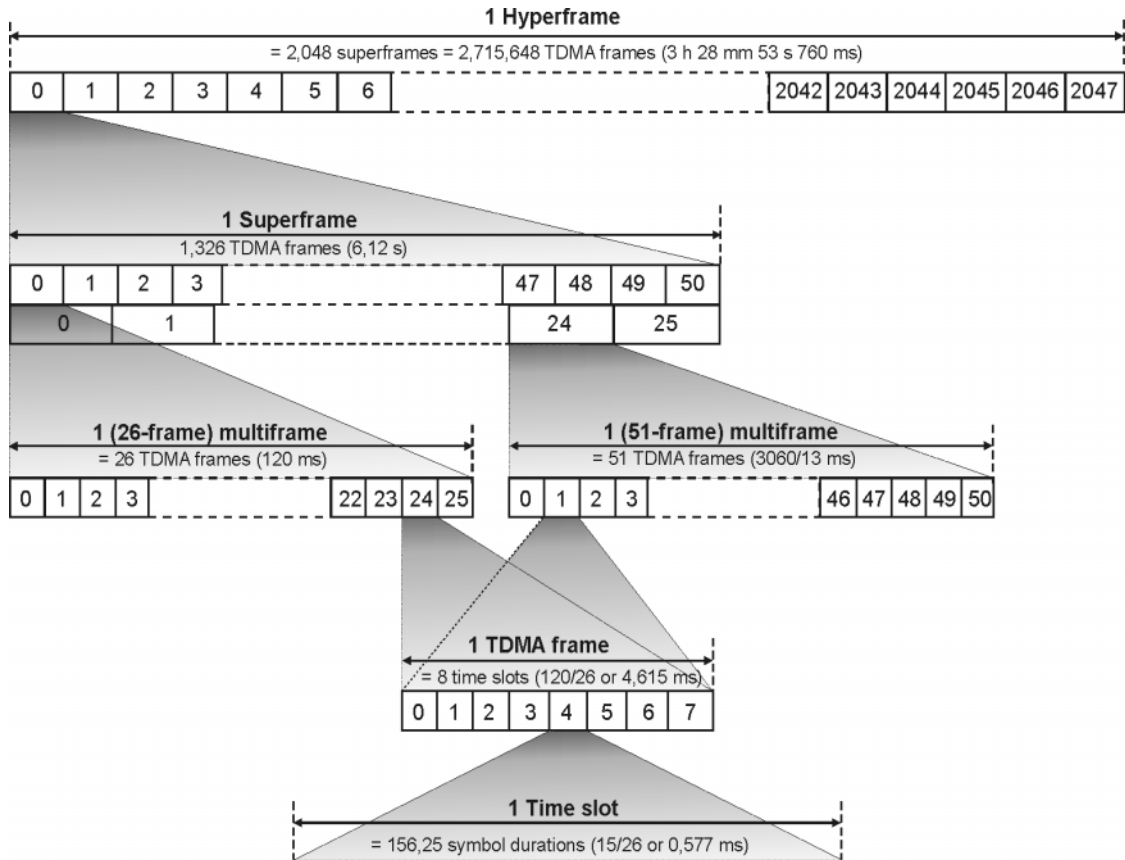 1 Hyperframe
= 2,048 superframes = 2,715,648 TDMA frames (3 h 28 mm 53 s 760 ms)
0 1 2 3 4 5 6 2042 2043 2044 2045 2046 2047
1 Superframe
1,326 TDMA frames (6,12 s)
0 1 2 3 47 48 49 50
0 1 24 25
1 (26-frame) multiframe 1 (51-frame) multiframe
= 26 TDMA frames (120 ms) = 51 TDMA frames (3060/13 ms)
0 1 2 3 22 23 24 25 0 1 2 3 46 47 48 49 50
1 TDMA frame
= 8 time slots (120/26 or 4,615 ms)
0 1 2 3 4 5 6 7
1 Time slot
= 156,25 symbol durations (15/26 or 0,577 ms)